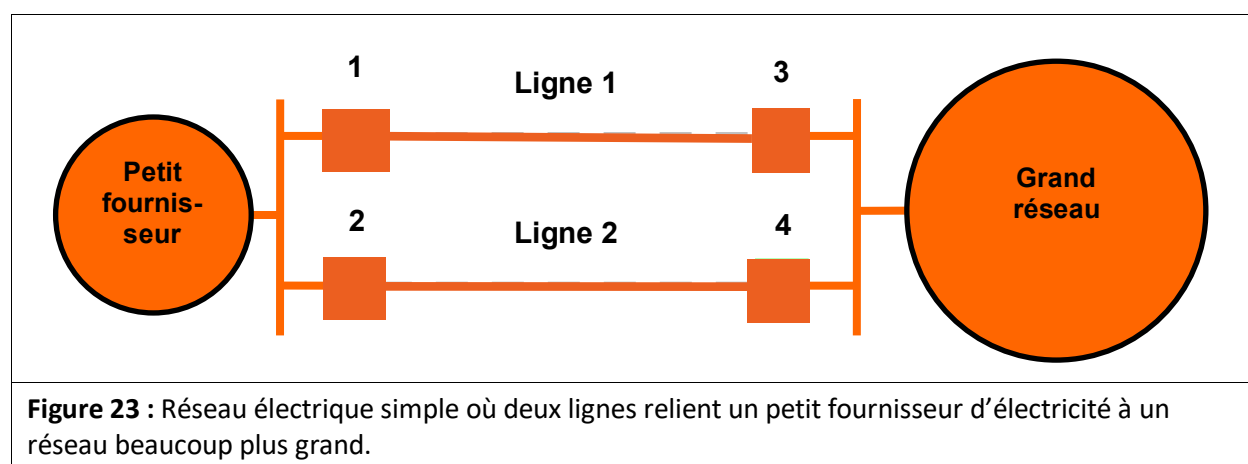 1
Ligne 1
3
Petit
fournis-
seur
Grand
réseau
2
Ligne 2
4
Figure 23 : Réseau électrique simple où deux lignes relient un petit fournisseur d’électricité à un
réseau beaucoup plus grand.